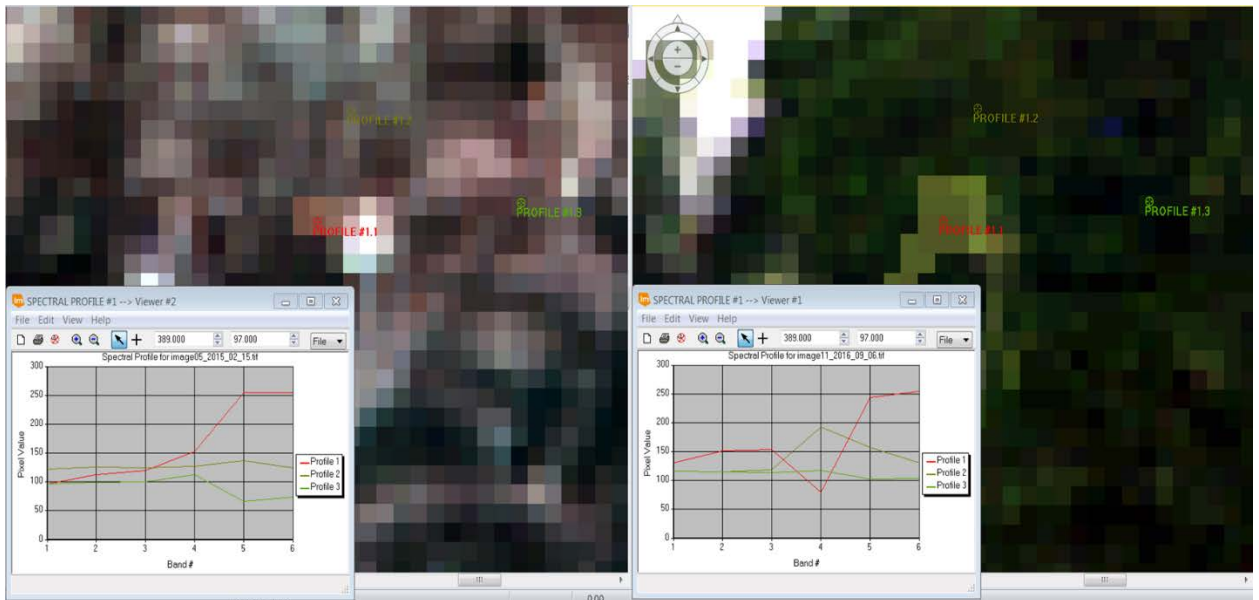 PROFILE #1.2
PROFILE #1.3
PROFILE #1.1
SPECTRAL PROFILE #1 --> Viewer #2
File Edit View Help
389.000 97.000 File
Spectral Profile for image05_2015_02_15.tif
300
250
200
150
100
50
0
Pixel Value
1 2 3 4 5 6
Band #
Profile 1
Profile 2
Profile 3
0.00
PROFILE #1.2
PROFILE #1.3
PROFILE #1.1
SPECTRAL PROFILE #1 --> Viewer #1
File Edit View Help
389.000 97.000 File
Spectral Profile for image11_2016_09_06.tif
300
250
200
150
100
50
0
Pixel Value
1 2 3 4 5 6
Band #
Profile 1
Profile 2
Profile 3